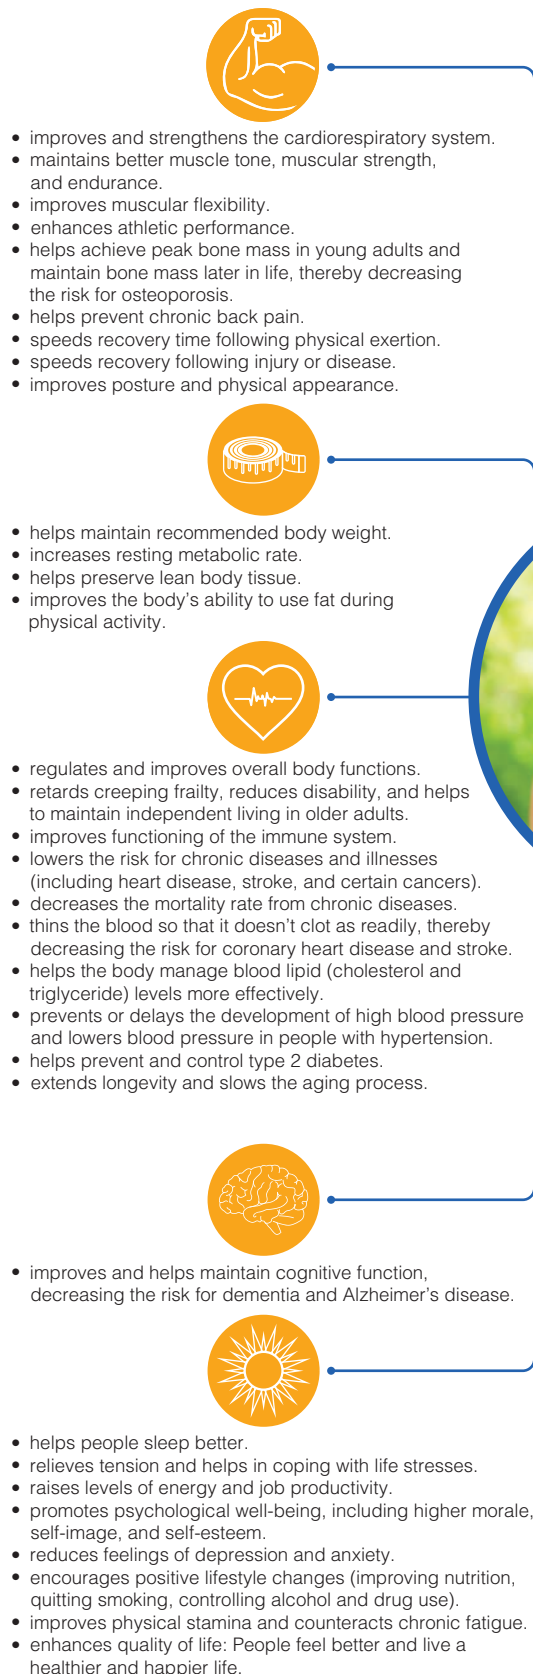 • improves and strengthens the cardiorespiratory system.
• maintains better muscle tone, muscular strength,
and endurance.
• improves muscular flexibility.
• enhances athletic performance.
• helps achieve peak bone mass in young adults and
maintain bone mass later in life, thereby decreasing
the risk for osteoporosis.
• helps prevent chronic back pain.
• speeds recovery time following physical exertion.
• speeds recovery following injury or disease.
• improves posture and physical appearance.
• helps maintain recommended body weight.
• increases resting metabolic rate.
• helps preserve lean body tissue.
• improves the body's ability to use fat during
physical activity.
• regulates and improves overall body functions.
• retards creeping frailty, reduces disability, and helps
to maintain independent living in older adults.
• improves functioning of the immune system.
• lowers the risk for chronic diseases and illnesses
(including heart disease, stroke, and certain cancers).
• decreases the mortality rate from chronic diseases.
• thins the blood so that it doesn't clot as readily, thereby
decreasing the risk for coronary heart disease and stroke.
• helps the body manage blood lipid (cholesterol and
triglyceride) levels more effectively.
• prevents or delays the development of high blood pressure
and lowers blood pressure in people with hypertension.
• helps prevent and control type 2 diabetes.
• extends longevity and slows the aging process.
• improves and helps maintain cognitive function,
decreasing the risk for dementia and Alzheimer's disease.
• helps people sleep better.
• relieves tension and helps in coping with life stresses.
• raises levels of energy and job productivity.
• promotes psychological well-being, including higher morale,
self-image, and self-esteem.
• reduces feelings of depression and anxiety.
• encourages positive lifestyle changes (improving nutrition,
quitting smoking, controlling alcohol and drug use).
• improves physical stamina and counteracts chronic fatigue.
• enhances quality of life: People feel better and live a
healthier and happier life.